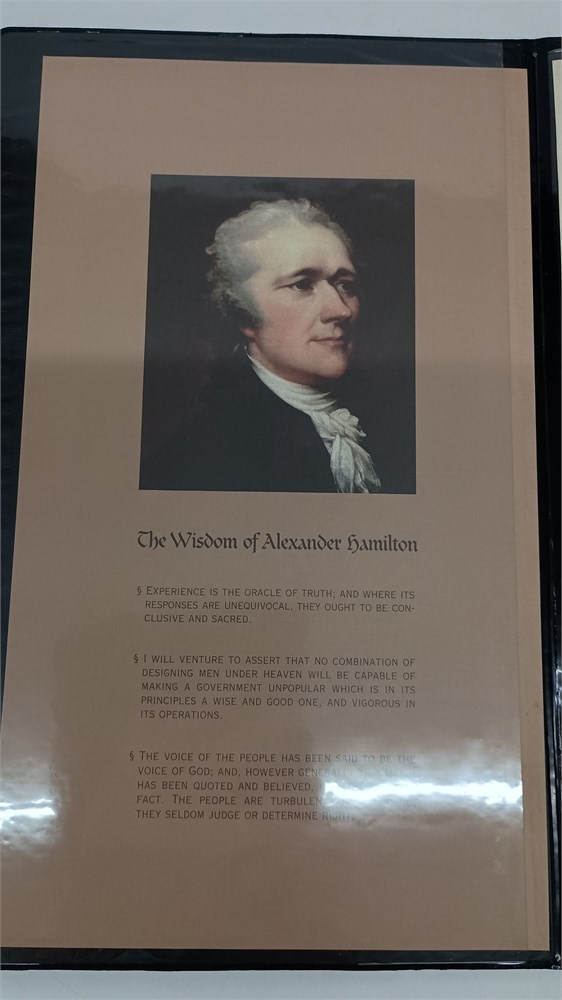 The Wisdom of Alexander Hamilton
§ EXPERIENCE IS THE ORACLE OF TRUTH; AND WHERE ITS
RESPONSES ARE UNEQUIVOCAL, THEY OUGHT TO BE CON-
CLUSIVE AND SACRED.
§ I WILL VENTURE TO ASSERT THAT NO COMBINATION OF
DESIGNING MEN UNDER HEAVEN WILL BE CAPABLE OF
MAKING A GOVERNMENT UNPOPULAR WHICH IS IN ITS
PRINCIPLES A WISE AND GOOD ONE, AND VIGOROUS IN
ITS OPERATIONS.
§ THE VOICE OF THE PEOPLE HAS BEEN SAID TO BE THE
VOICE OF GOD; AND, HOWEVER GENERALLY
HAS BEEN QUOTED AND BELIEVED,
FACT. THE PEOPLE ARE TURBULENT
THEY SELDOM JUDGE OR DETERMINE RIGHT